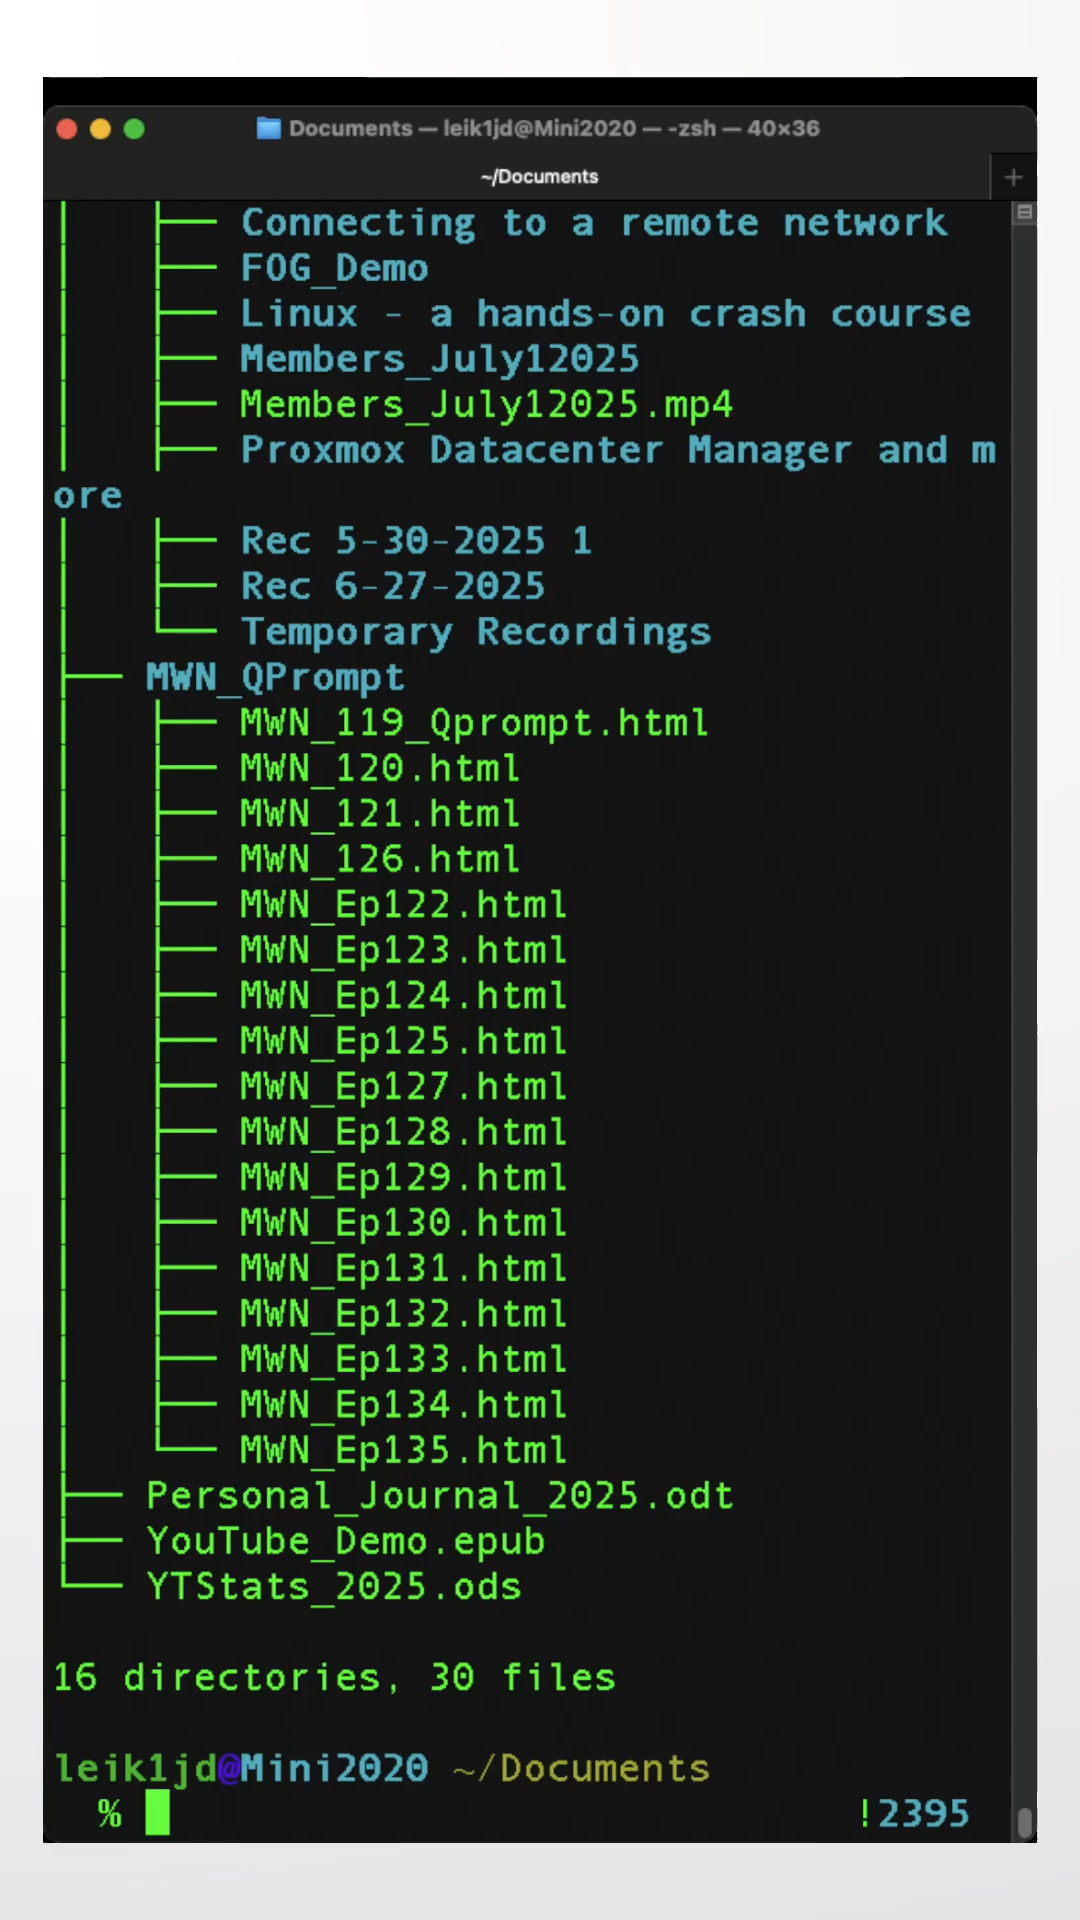 Documents — leik1jd@Mini2020 — -zsh — 40×36
~/Documents
│   ├── Connecting to a remote network
│   ├── FOG_Demo
│   ├── Linux - a hands-on crash course
│   ├── Members_July12025
│   ├── Members_July12025.mp4
│   ├── Proxmox Datacenter Manager and m
ore
│   ├── Rec 5-30-2025 1
│   ├── Rec 6-27-2025
│   └── Temporary Recordings
├── MWN_QPrompt
│   ├── MWN_119_Qprompt.html
│   ├── MWN_120.html
│   ├── MWN_121.html
│   ├── MWN_126.html
│   ├── MWN_Ep122.html
│   ├── MWN_Ep123.html
│   ├── MWN_Ep124.html
│   ├── MWN_Ep125.html
│   ├── MWN_Ep127.html
│   ├── MWN_Ep128.html
│   ├── MWN_Ep129.html
│   ├── MWN_Ep130.html
│   ├── MWN_Ep131.html
│   ├── MWN_Ep132.html
│   ├── MWN_Ep133.html
│   ├── MWN_Ep134.html
│   └── MWN_Ep135.html
├── Personal_Journal_2025.odt
├── YouTube_Demo.epub
└── YTStats_2025.ods
16 directories, 30 files
leik1jd@Mini2020 ~/Documents
% !2395